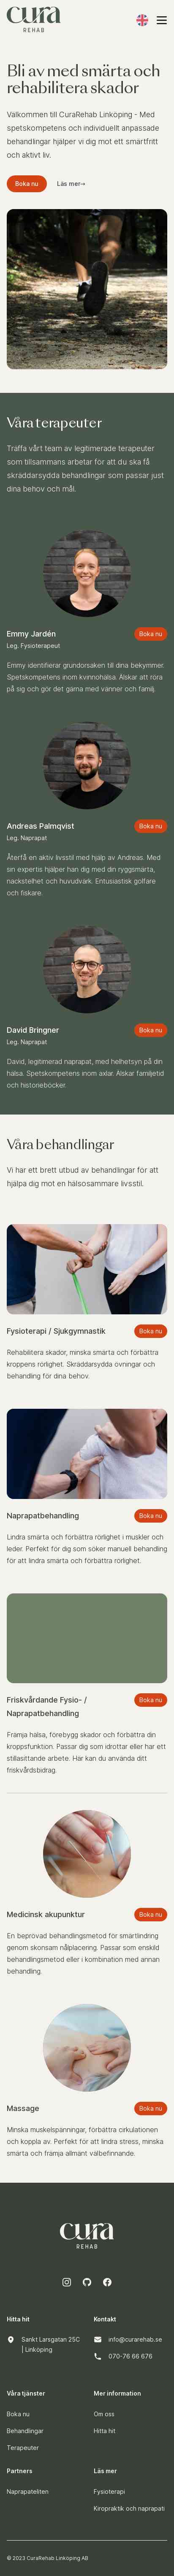 cura
REHAB
Bli av med smärta och
rehabilitera skador
Välkommen till CuraRehab Linköping - Med
spetskompetens och individuellt anpassade
behandlingar hjälper vi dig mot ett smärtfritt
och aktivt liv.
Boka nu
Läs mer→
Våra terapeuter
Träffa vårt team av legitimerade terapeuter
som tillsammans arbetar för att du ska få
skräddarsydda behandlingar som passar just
dina behov och mål.
Emmy Jardén
Boka nu
Leg. Fysioterapeut
Emmy identifierar grundorsaken till dina bekymmer.
Spetskompetens inom kvinnohälsa. Älskar att röra
på sig och gör det gärna med vänner och familj.
Andreas Palmqvist
Boka nu
Leg. Naprapat
Återfå en aktiv livsstil med hjälp av Andreas. Med
sin expertis hjälper han dig med din ryggsmärta,
nackstelhet och huvudvärk. Entusiastisk golfare
och fiskare.
David Bringner
Boka nu
Leg. Naprapat
David, legitimerad naprapat, med helhetsyn på din
hälsa. Spetskompetens inom axlar. Älskar familjetid
och historieböcker.
Våra behandlingar
Vi har ett brett utbud av behandlingar för att
hjälpa dig mot en hälsosammare livsstil.
Fysioterapi / Sjukgymnastik
Boka nu
Rehabilitera skador, minska smärta och förbättra
kroppens rörlighet. Skräddarsydda övningar och
behandling för dina behov.
Naprapatbehandling
Boka nu
Lindra smärta och förbättra rörlighet i muskler och
leder. Perfekt för dig som söker manuell behandling
för att lindra smärta och förbättra rörlighet.
Friskvårdande Fysio- /
Naprapatbehandling
Boka nu
Främja hälsa, förebygg skador och förbättra din
kroppsfunktion. Passar dig som idrottar eller har ett
stillasittande arbete. Här kan du använda ditt
friskvårdsbidrag.
Medicinsk akupunktur
Boka nu
En beprövad behandlingsmetod för smärtlindring
genom skonsam nålplacering. Passar som enskild
behandlingsmetod eller i kombination med annan
behandling.
Massage
Boka nu
Minska muskelspänningar, förbättra cirkulationen
och koppla av. Perfekt för att lindra stress, minska
smärta och främja allmänt välbefinnande.
cura
REHAB
Hitta hit
Sankt Larsgatan 25C
| Linköping
Kontakt
info@curarehab.se
070-76 66 676
Våra tjänster
Boka nu
Behandlingar
Terapeuter
Mer information
Om oss
Hitta hit
Partners
Naprapateliten
Läs mer
Fysioterapi
Kiropraktik och naprapati
© 2023 CuraRehab Linköping AB